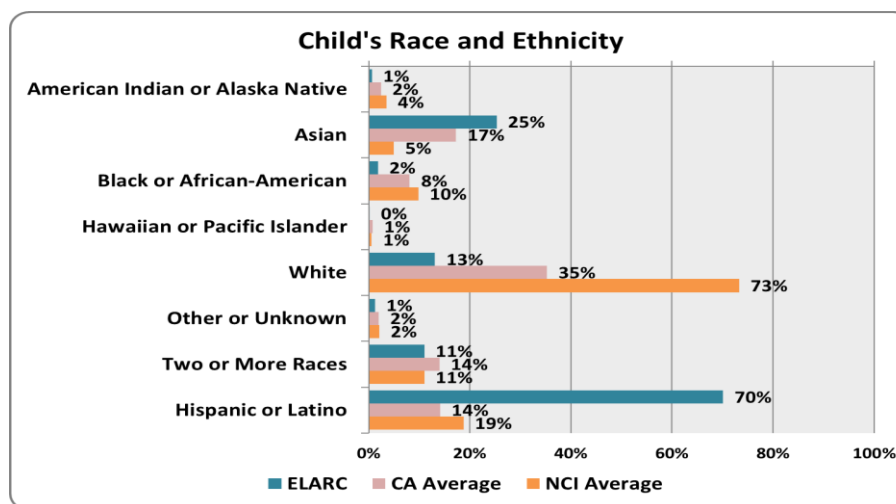 Child's Race and Ethnicity
American Indian or Alaska Native
1%
2%
4%
Asian
25%
17%
5%
Black or African-American
2%
8%
10%
Hawaiian or Pacific Islander
0%
1%
1%
White
13%
35%
73%
Other or Unknown
1%
2%
2%
Two or More Races
11%
14%
11%
Hispanic or Latino
70%
14%
19%
0% 20% 40% 60% 80% 100%
ELARC CA Average NCI Average